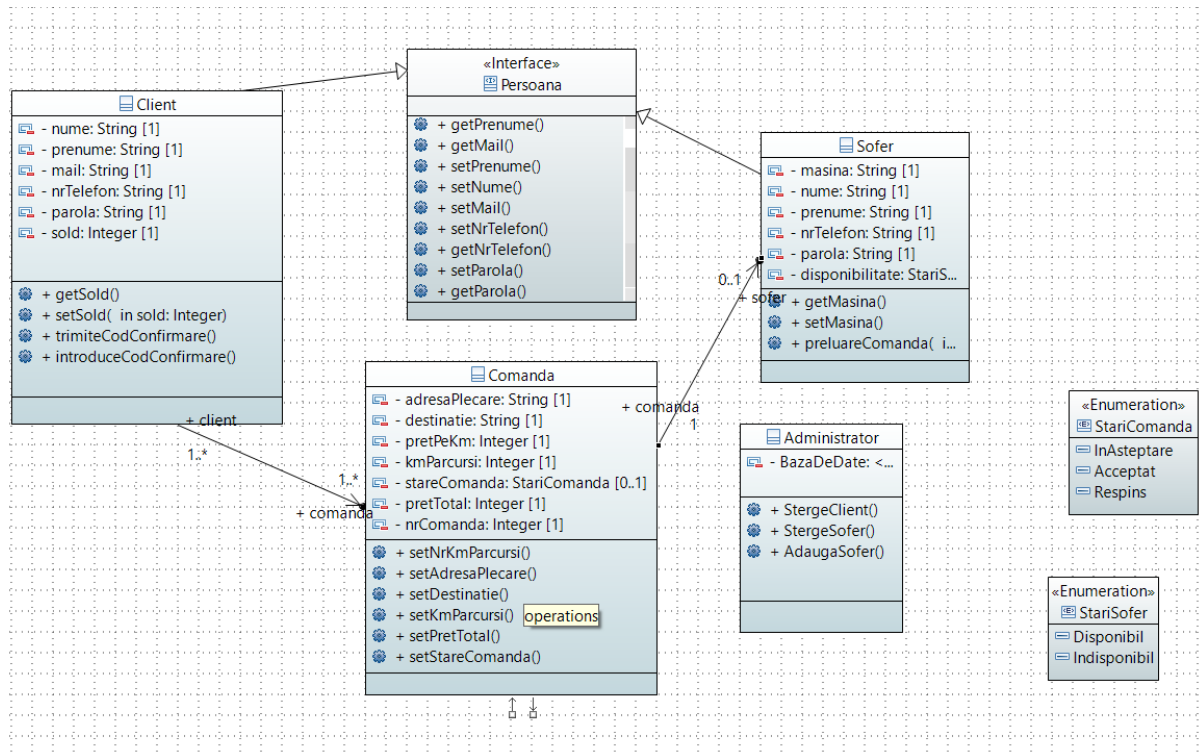 «Interface»
Persoana
+ getPrenume()
+ getMail()
+ setPrenume()
+ setNume()
+ setMail()
+ setNrTelefon()
+ getNrTelefon()
+ setParola()
+ getParola()
Client
- nume: String [1]
- prenume: String [1]
- mail: String [1]
- nrTelefon: String [1]
- parola: String [1]
- sold: Integer [1]
+ getSold()
+ setSold( in sold: Integer)
+ trimiteCodConfirmare()
+ introduceCodConfirmare()
Sofer
- masina: String [1]
- nume: String [1]
- prenume: String [1]
- nrTelefon: String [1]
- parola: String [1]
- disponibilitate: StariS...
+ getMasina()
+ setMasina()
+ preluareComanda( i...
0..1
+ sofer
+ comanda
1
+ client
1..*
1..*
+ comanda
Comanda
- adresaPlecare: String [1]
- destinatie: String [1]
- pretPeKm: Integer [1]
- kmParcursi: Integer [1]
- stareComanda: StariComanda [0..1]
- pretTotal: Integer [1]
- nrComanda: Integer [1]
+ setNrKmParcursi()
+ setAdresaPlecare()
+ setDestinatie()
+ setKmParcursi()
operations
+ setPretTotal()
+ setStareComanda()
Administrator
- BazaDeDate: <...
+ StergeClient()
+ StergeSofer()
+ AdaugaSofer()
«Enumeration»
StariComanda
InAsteptare
Acceptat
Respins
«Enumeration»
StariSofer
Disponibil
Indisponibil